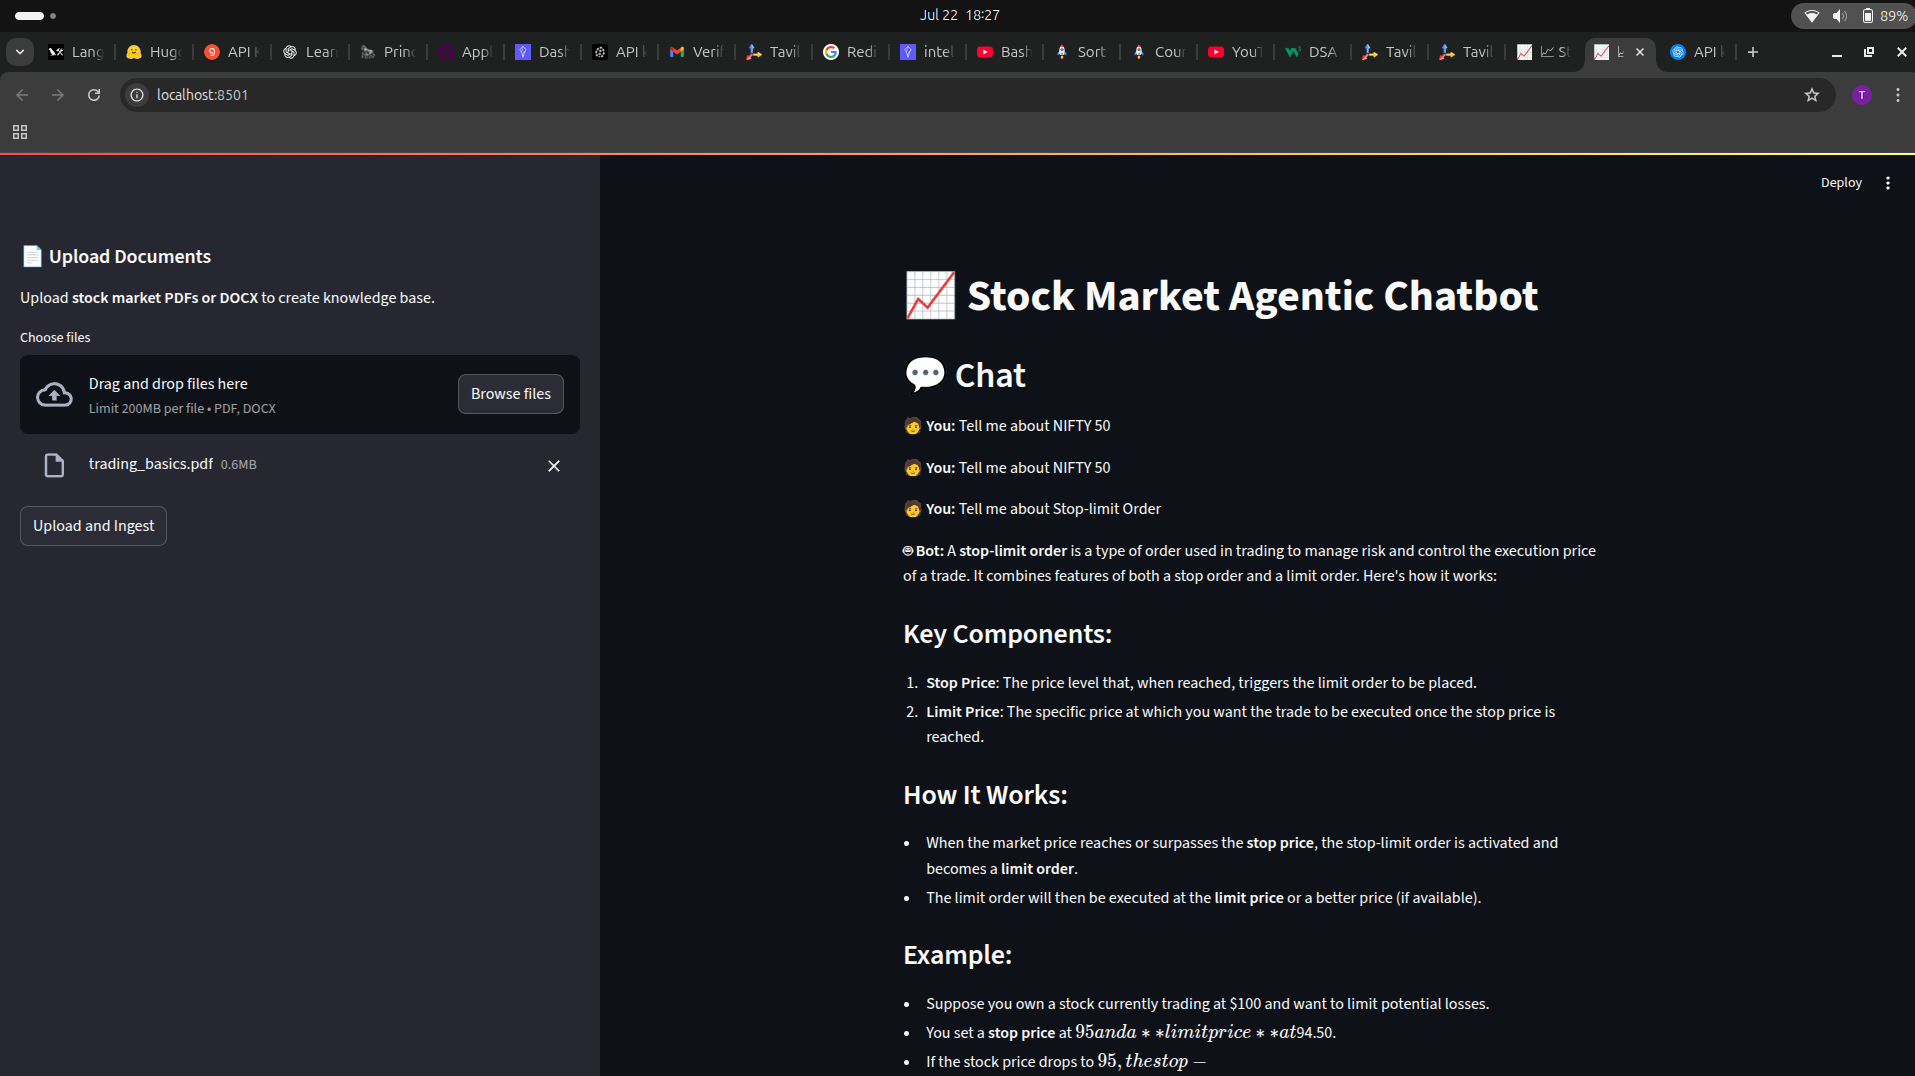 Jul 22 18:27
89%
Lang
Hugg
API K
Lean
Princ
Appl
Dash
API k
Verif
Tavil
Redi
intel
Bash
Sort
Cour
YouT
DSA
Tavil
Tavil
St
API k
localhost:8501
T
Deploy
Upload Documents
Upload stock market PDFs or DOCX to create knowledge base.
Choose files
Drag and drop files here
Limit 200MB per file • PDF, DOCX
Browse files
trading_basics.pdf 0.6MB
Upload and Ingest
Stock Market Agentic Chatbot
Chat
You: Tell me about NIFTY 50
You: Tell me about NIFTY 50
You: Tell me about Stop-limit Order
Bot: A stop-limit order is a type of order used in trading to manage risk and control the execution price
of a trade. It combines features of both a stop order and a limit order. Here's how it works:
Key Components:
1. Stop Price: The price level that, when reached, triggers the limit order to be placed.
2. Limit Price: The specific price at which you want the trade to be executed once the stop price is
reached.
How It Works:
• When the market price reaches or surpasses the stop price, the stop-limit order is activated and
becomes a limit order.
• The limit order will then be executed at the limit price or a better price (if available).
Example:
• Suppose you own a stock currently trading at $100 and want to limit potential losses.
• You set a stop price at 95anda * *limitprice * *at94.50.
• If the stock price drops to 95, thestop −